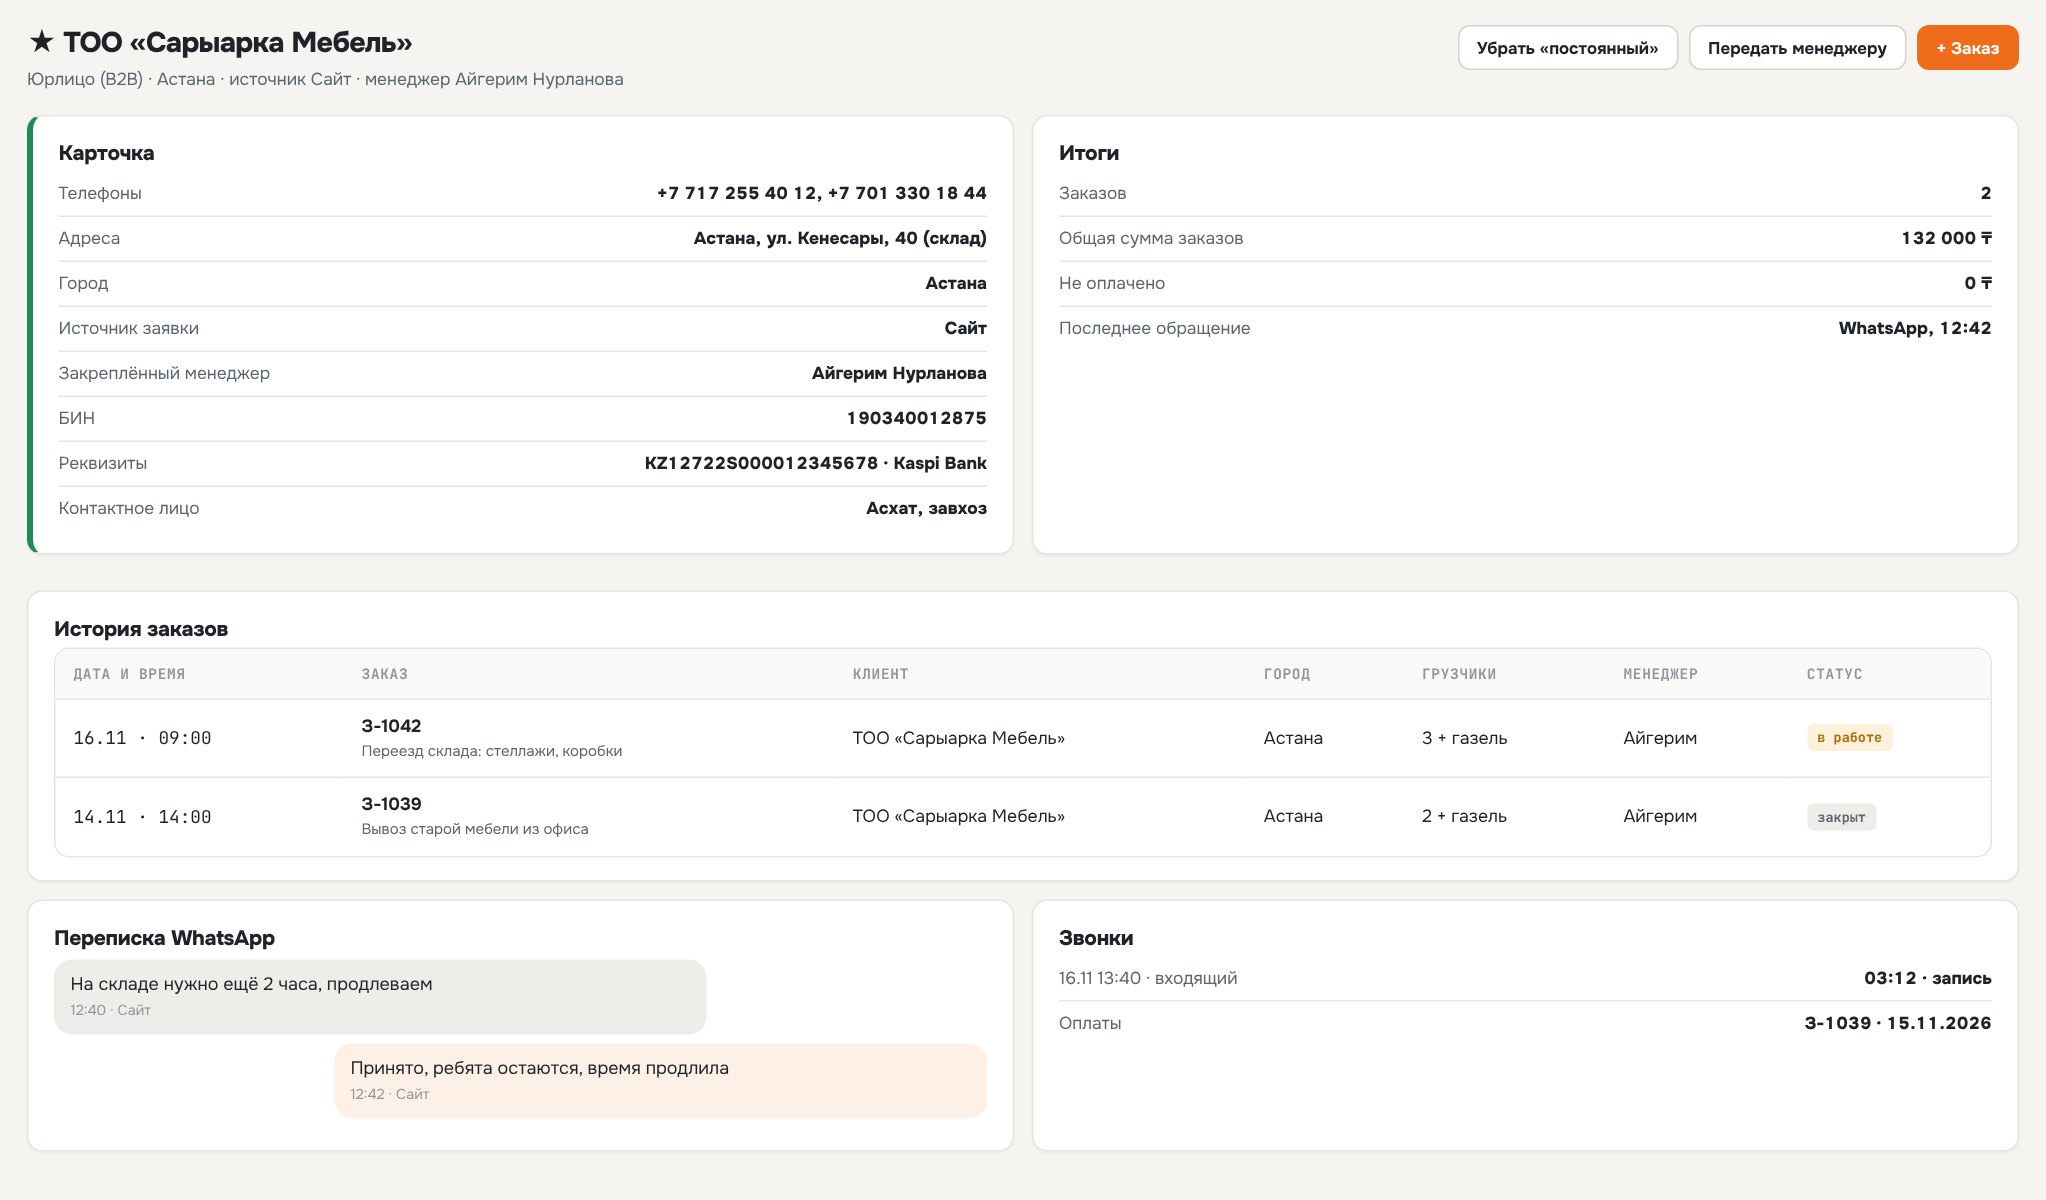 ★ ТОО «Сарыарка Мебель»
Юрлицо (B2B) · Астана · источник Сайт · менеджер Айгерим Нурланова
Убрать «постоянный»
Передать менеджеру
+ Заказ
Карточка
Телефоны +7 717 255 40 12, +7 701 330 18 44
Адреса Астана, ул. Кенесары, 40 (склад)
Город Астана
Источник заявки Сайт
Закреплённый менеджер Айгерим Нурланова
БИН 190340012875
Реквизиты KZ12722S000012345678 · Kaspi Bank
Контактное лицо Асхат, завхоз
Итоги
Заказов 2
Общая сумма заказов 132 000 ₸
Не оплачено 0 ₸
Последнее обращение WhatsApp, 12:42
История заказов
ДАТА И ВРЕМЯ ЗАКАЗ КЛИЕНТ ГОРОД ГРУЗЧИКИ МЕНЕДЖЕР СТАТУС
16.11 · 09:00 З-1042 ТОО «Сарыарка Мебель» Астана 3 + газель Айгерим в работе
Переезд склада: стеллажи, коробки
14.11 · 14:00 З-1039 ТОО «Сарыарка Мебель» Астана 2 + газель Айгерим закрыт
Вывоз старой мебели из офиса
Переписка WhatsApp
На складе нужно ещё 2 часа, продлеваем
12:40 · Сайт
Принято, ребята остаются, время продлила
12:42 · Сайт
Звонки
16.11 13:40 · входящий 03:12 · запись
Оплаты З-1039 · 15.11.2026